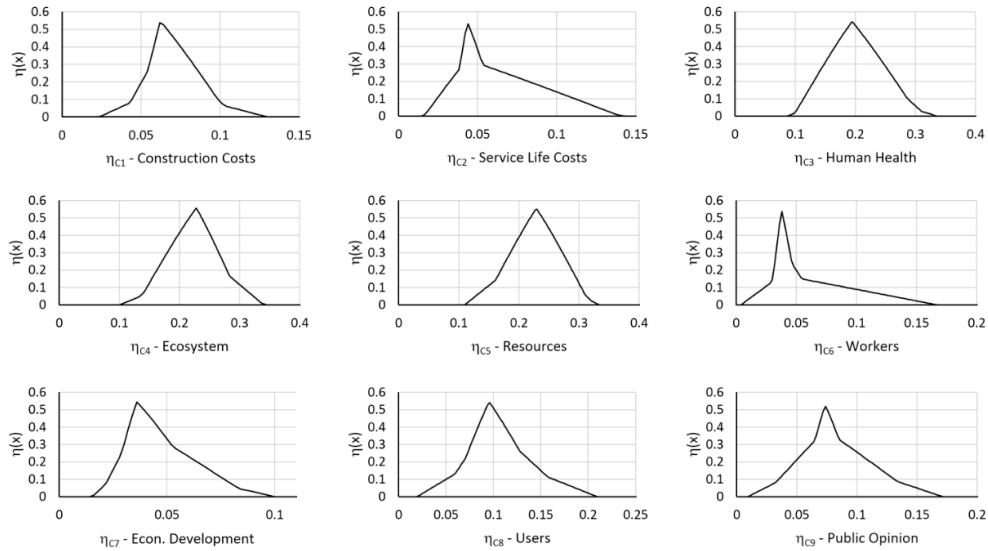 0.6
0.5
0.4
0.3
0.2
0.1
0
η(x)
0 0.05 0.1 0.15
ηC1 - Construction Costs
0.6
0.5
0.4
0.3
0.2
0.1
0
η(x)
0 0.05 0.1 0.15
ηC2 - Service Life Costs
0.6
0.5
0.4
0.3
0.2
0.1
0
η(x)
0 0.1 0.2 0.3 0.4
ηC3 - Human Health
0.6
0.5
0.4
0.3
0.2
0.1
0
η(x)
0 0.1 0.2 0.3 0.4
ηC4 - Ecosystem
0.6
0.5
0.4
0.3
0.2
0.1
0
η(x)
0 0.1 0.2 0.3 0.4
ηC5 - Resources
0.6
0.5
0.4
0.3
0.2
0.1
0
η(x)
0 0.05 0.1 0.15 0.2
ηC6 - Workers
0.6
0.5
0.4
0.3
0.2
0.1
0
η(x)
0 0.05 0.1
ηC7 - Econ. Development
0.6
0.5
0.4
0.3
0.2
0.1
0
η(x)
0 0.05 0.1 0.15 0.2 0.25
ηC8 - Users
0.6
0.5
0.4
0.3
0.2
0.1
0
η(x)
0 0.05 0.1 0.15 0.2
ηC9 - Public Opinion